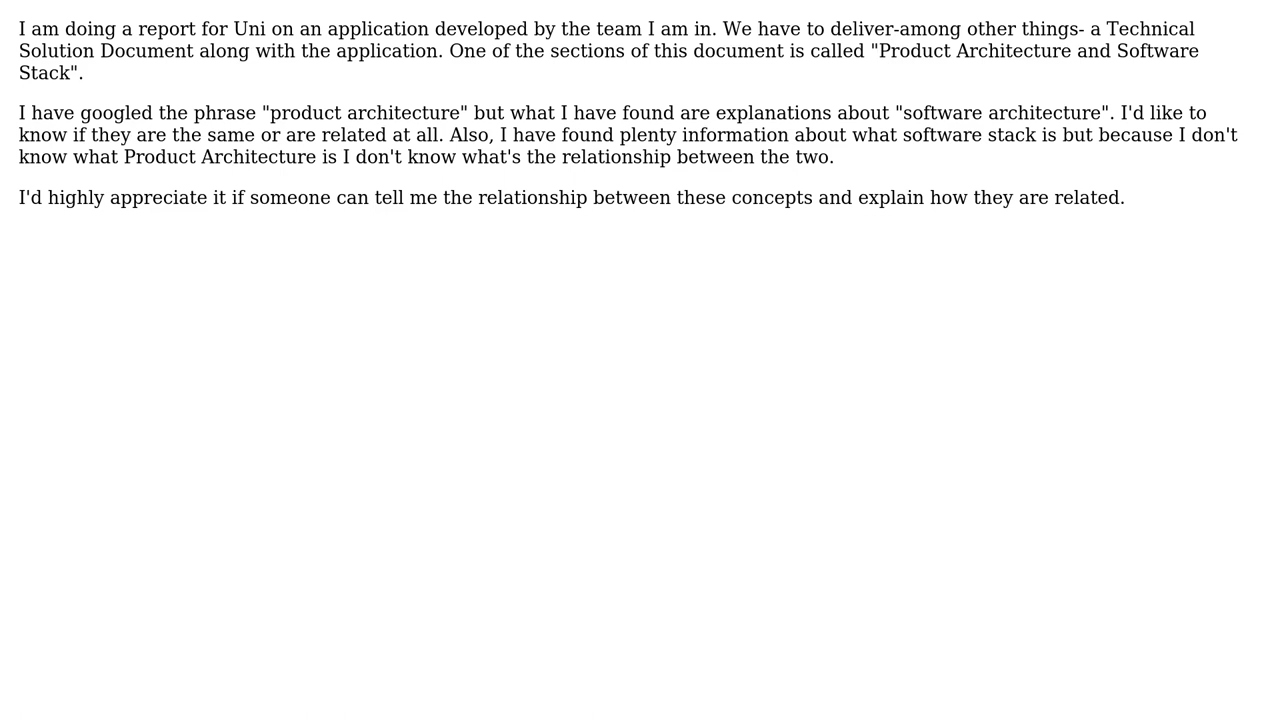 I am doing a report for Uni on an application developed by the team I am in. We have to deliver-among other things- a Technical
Solution Document along with the application. One of the sections of this document is called "Product Architecture and Software
Stack".
I have googled the phrase "product architecture" but what I have found are explanations about "software architecture". I'd like to
know if they are the same or are related at all. Also, I have found plenty information about what software stack is but because I don't
know what Product Architecture is I don't know what's the relationship between the two.
I'd highly appreciate it if someone can tell me the relationship between these concepts and explain how they are related.